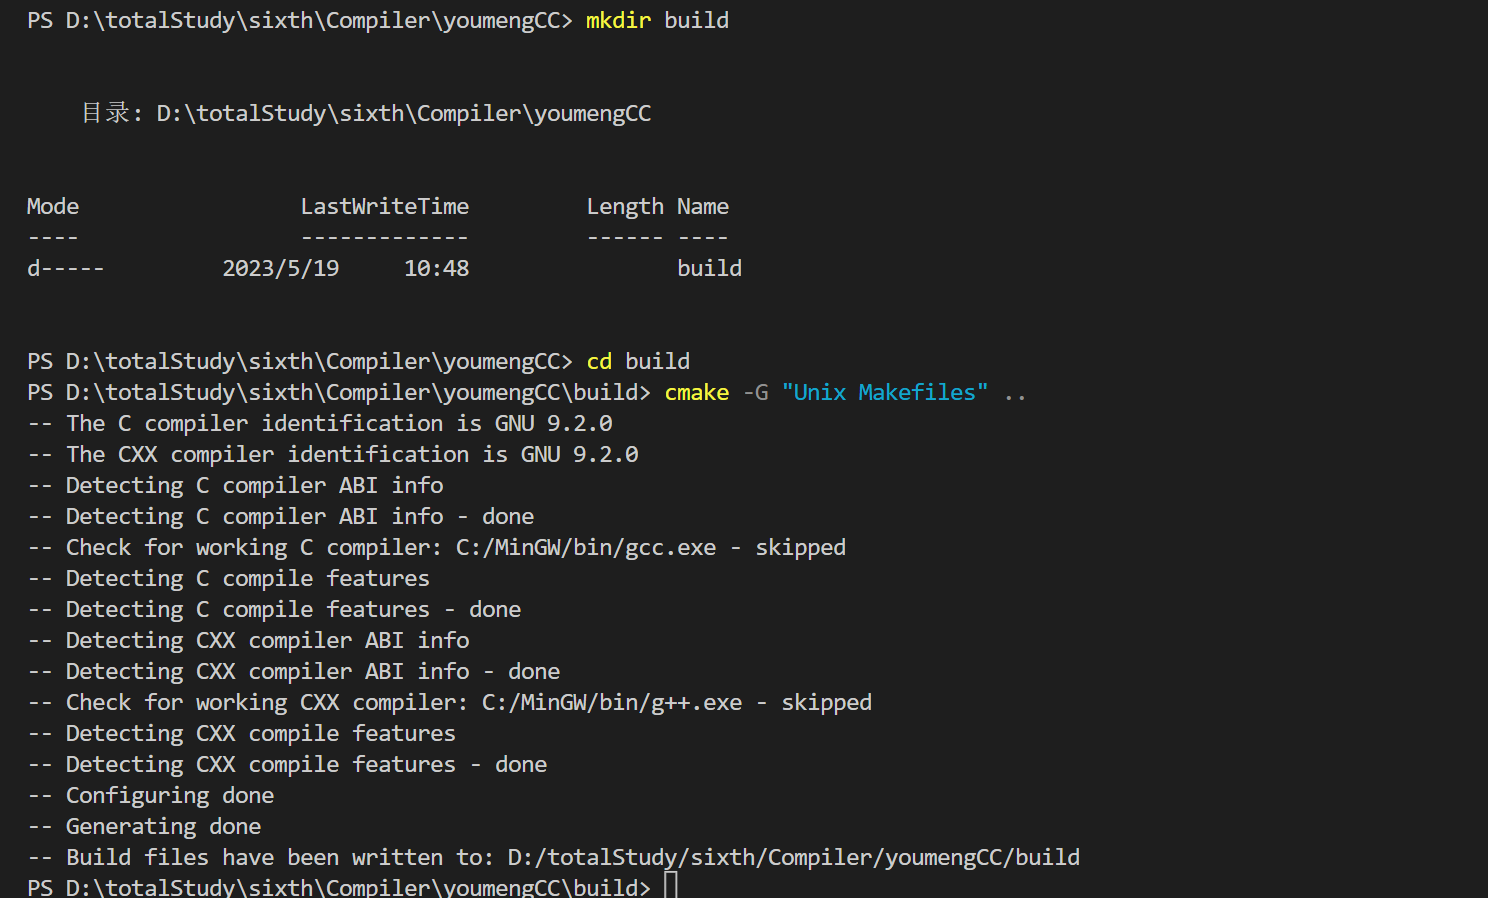 PS D:\totalStudy\sixth\Compiler\youmengCC> mkdir build
目录: D:\totalStudy\sixth\Compiler\youmengCC
Mode                 LastWriteTime         Length Name
----                 -------------         ------ ----
d-----         2023/5/19     10:48                build
PS D:\totalStudy\sixth\Compiler\youmengCC> cd build
PS D:\totalStudy\sixth\Compiler\youmengCC\build> cmake -G "Unix Makefiles" ..
-- The C compiler identification is GNU 9.2.0
-- The CXX compiler identification is GNU 9.2.0
-- Detecting C compiler ABI info
-- Detecting C compiler ABI info - done
-- Check for working C compiler: C:/MinGW/bin/gcc.exe - skipped
-- Detecting C compile features
-- Detecting C compile features - done
-- Detecting CXX compiler ABI info
-- Detecting CXX compiler ABI info - done
-- Check for working CXX compiler: C:/MinGW/bin/g++.exe - skipped
-- Detecting CXX compile features
-- Detecting CXX compile features - done
-- Configuring done
-- Generating done
-- Build files have been written to: D:/totalStudy/sixth/Compiler/youmengCC/build
PS D:\totalStudy\sixth\Compiler\youmengCC\build>